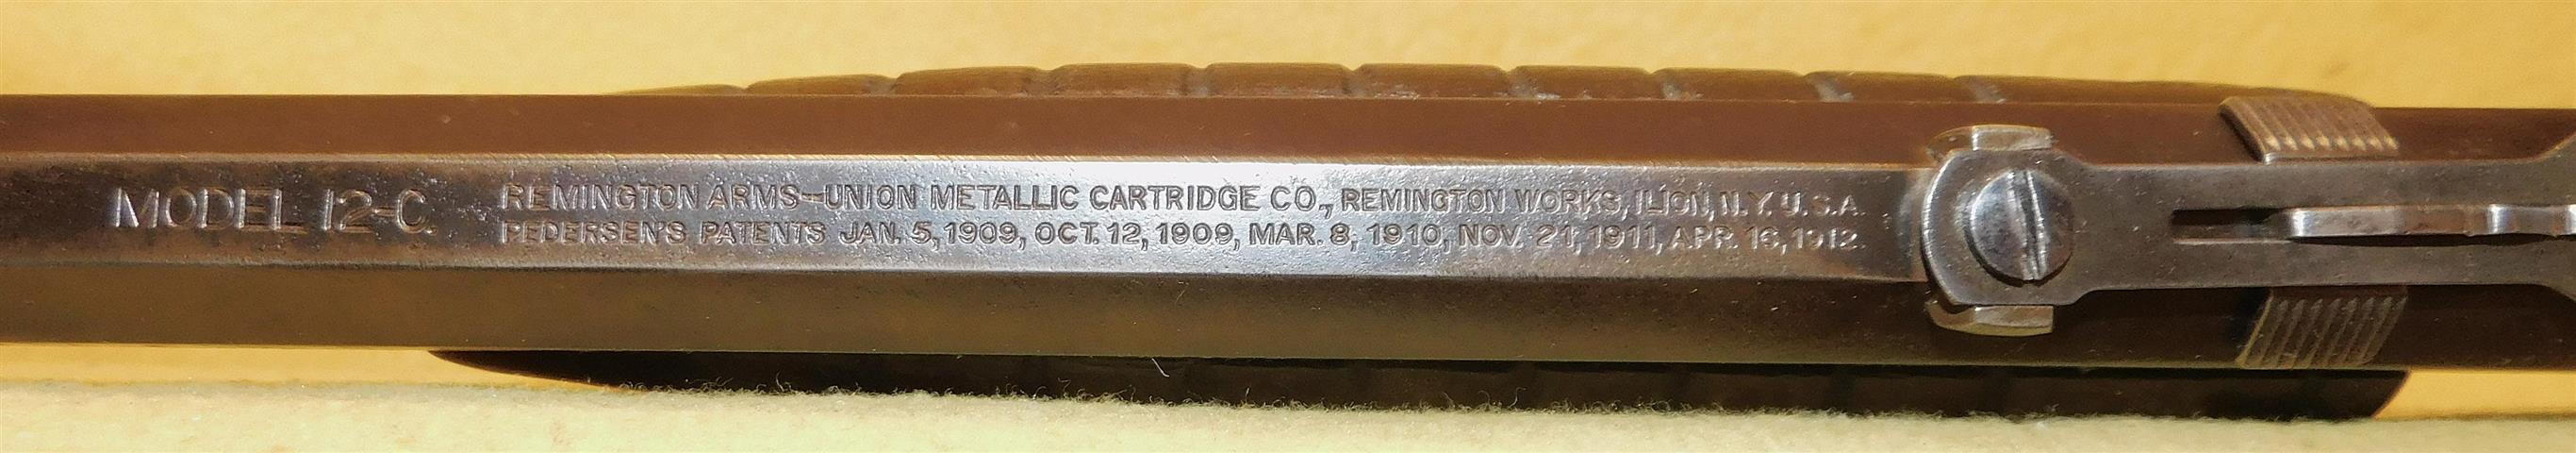 MODEL 12-C.
REMINGTON ARMS-UNION METALLIC CARTRIDGE CO., REMINGTON WORKS, ILION, N.Y. U.S.A.
PEDERSEN'S PATENTS JAN. 5, 1909, OCT. 12, 1909, MAR. 8, 1910, NOV. 21, 1911, APR. 16, 1912.